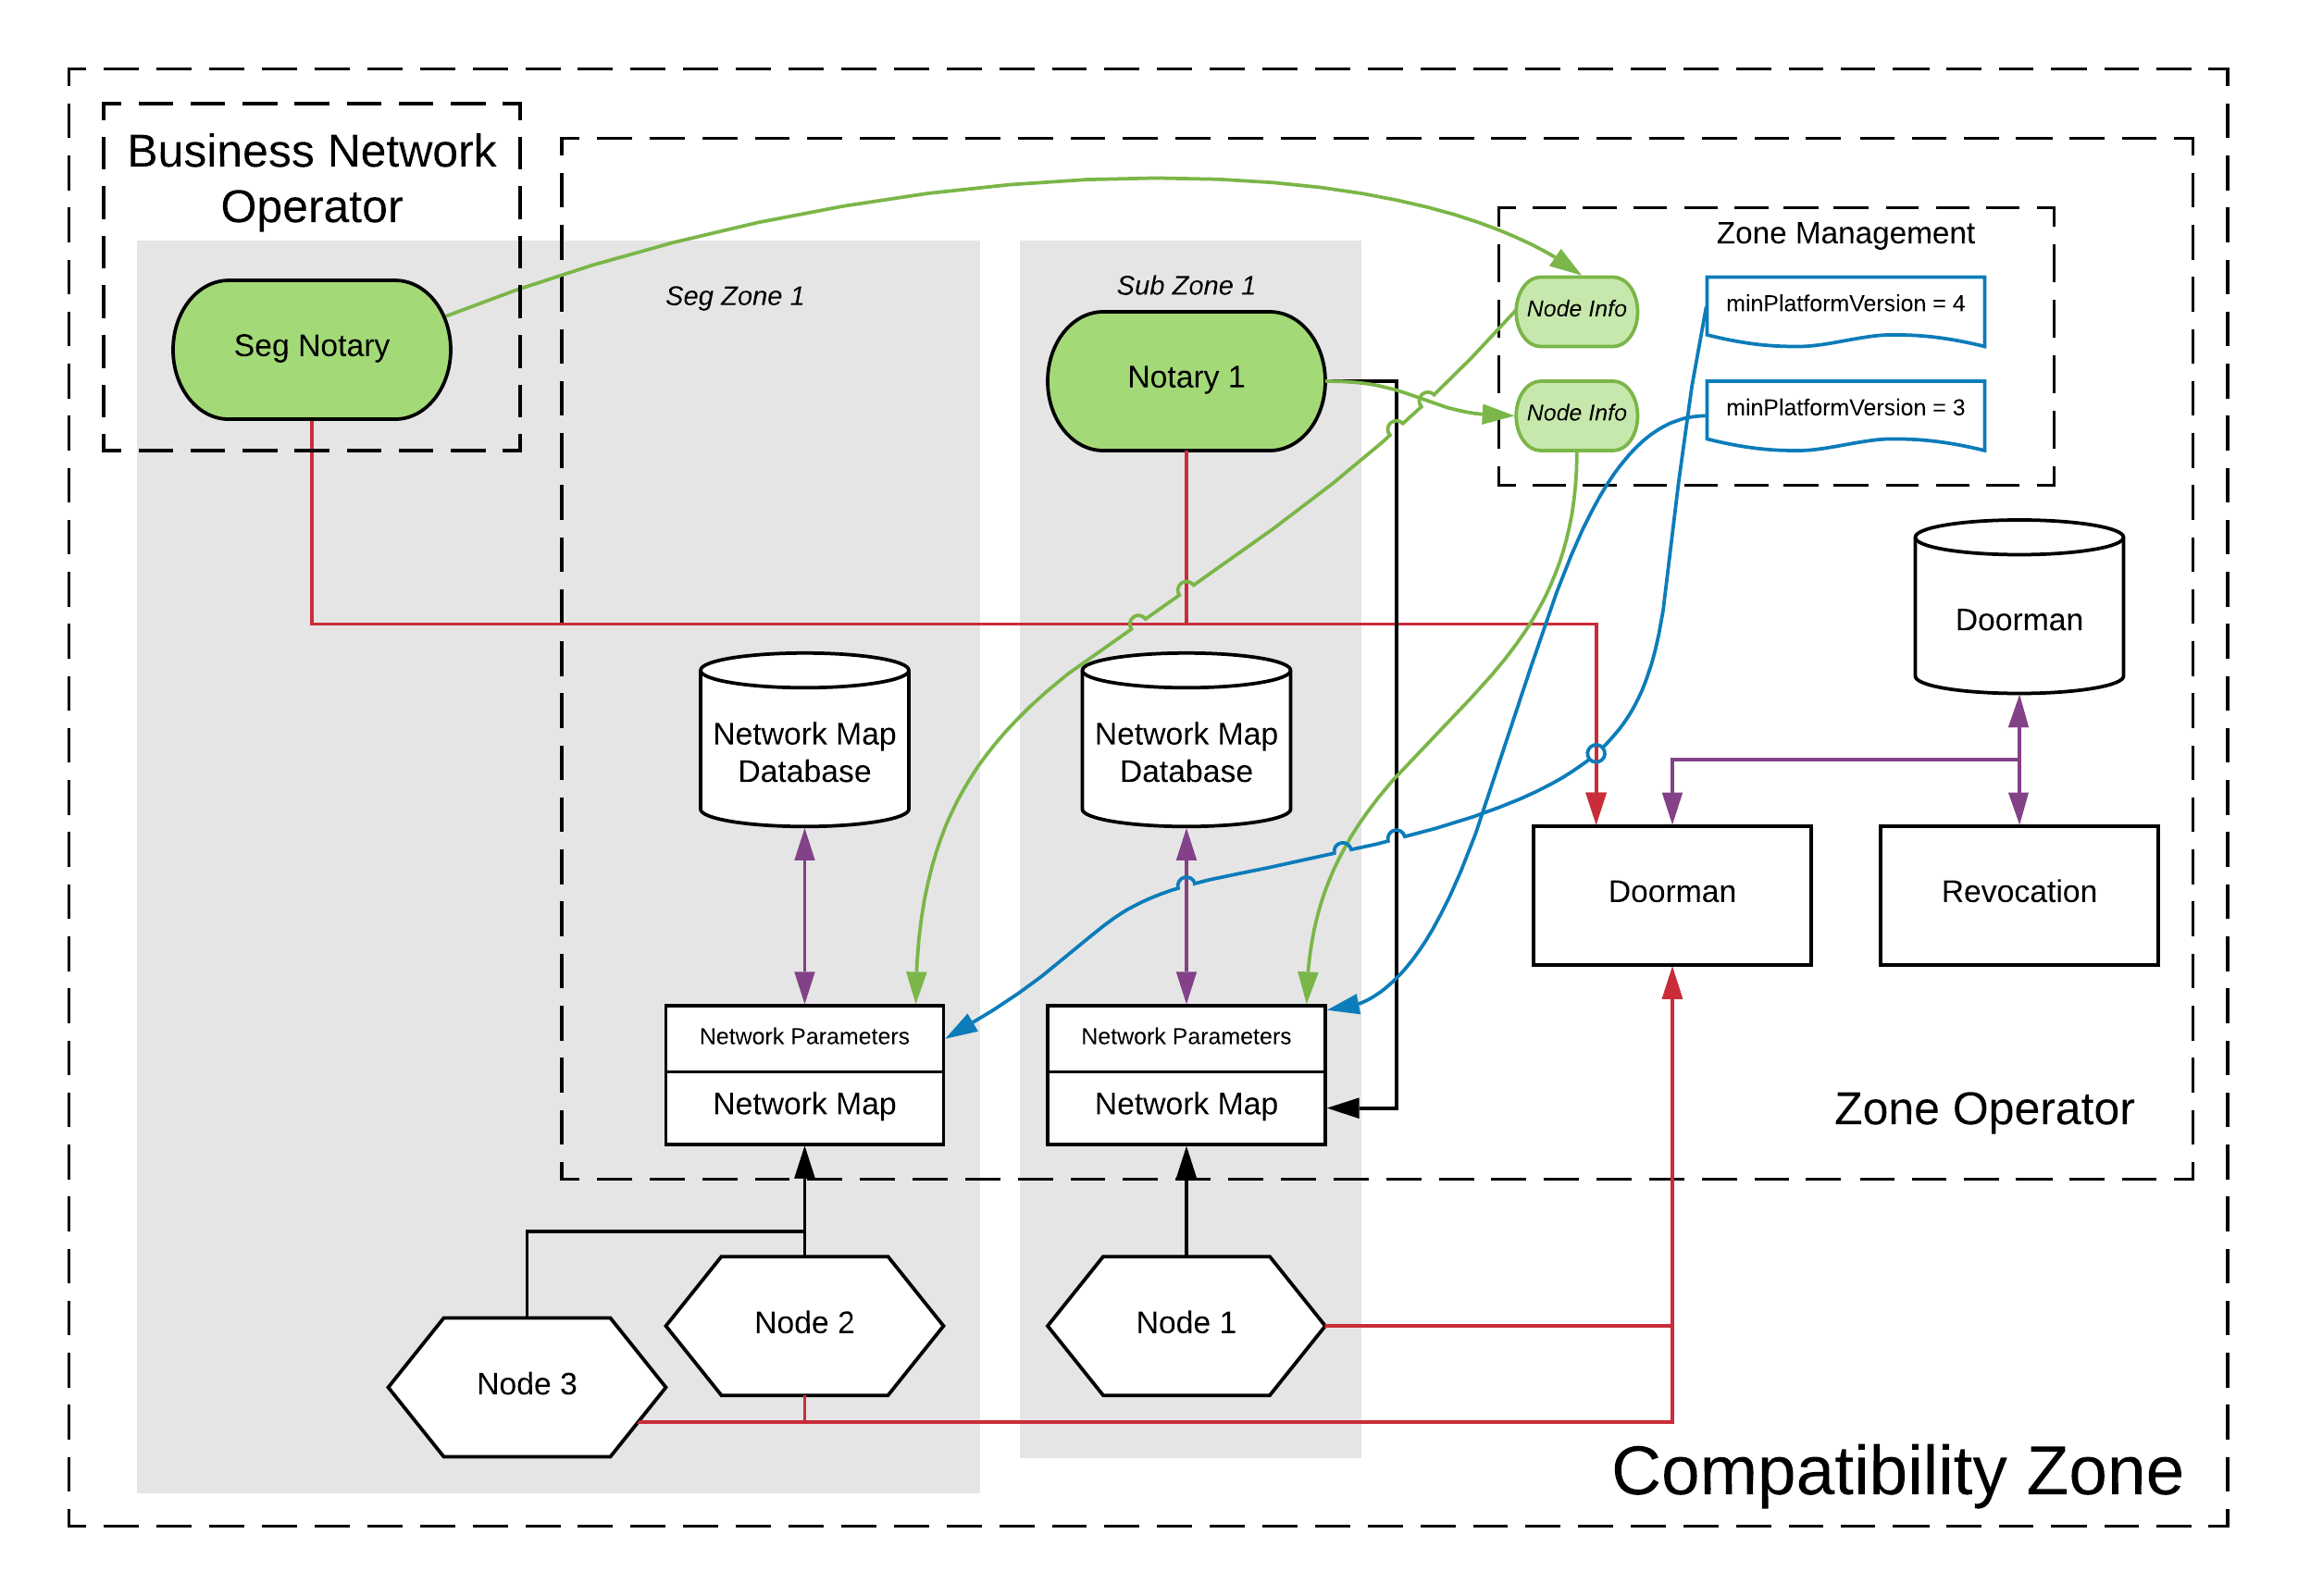 Business Network
Operator
Zone Management
Seg Zone 1
Sub Zone 1
Node Info
minPlatformVersion = 4
Seg Notary
Notary 1
Node Info
minPlatformVersion = 3
Doorman
Network Map
Database
Network Map
Database
Doorman
Revocation
Network Parameters
Network Map
Network Parameters
Network Map
Zone Operator
Node 2
Node 1
Node 3
Compatibility Zone